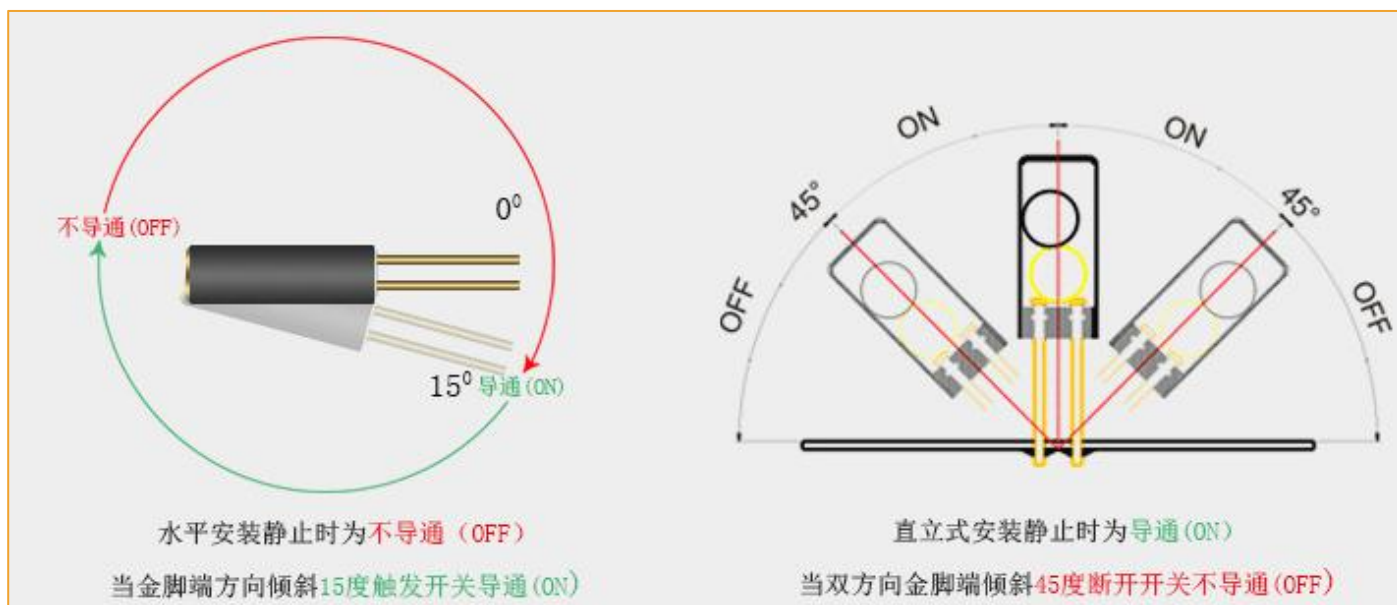 0⁰
不导通(OFF)
15⁰ 导通(ON)
水平安装静止时为不导通（OFF）
当金脚端方向倾斜15度触发开关导通(ON)
ON
ON
45°
45°
OFF
OFF
直立式安装静止时为导通(ON)
当双方向金脚端倾斜45度断开开关不导通(OFF)